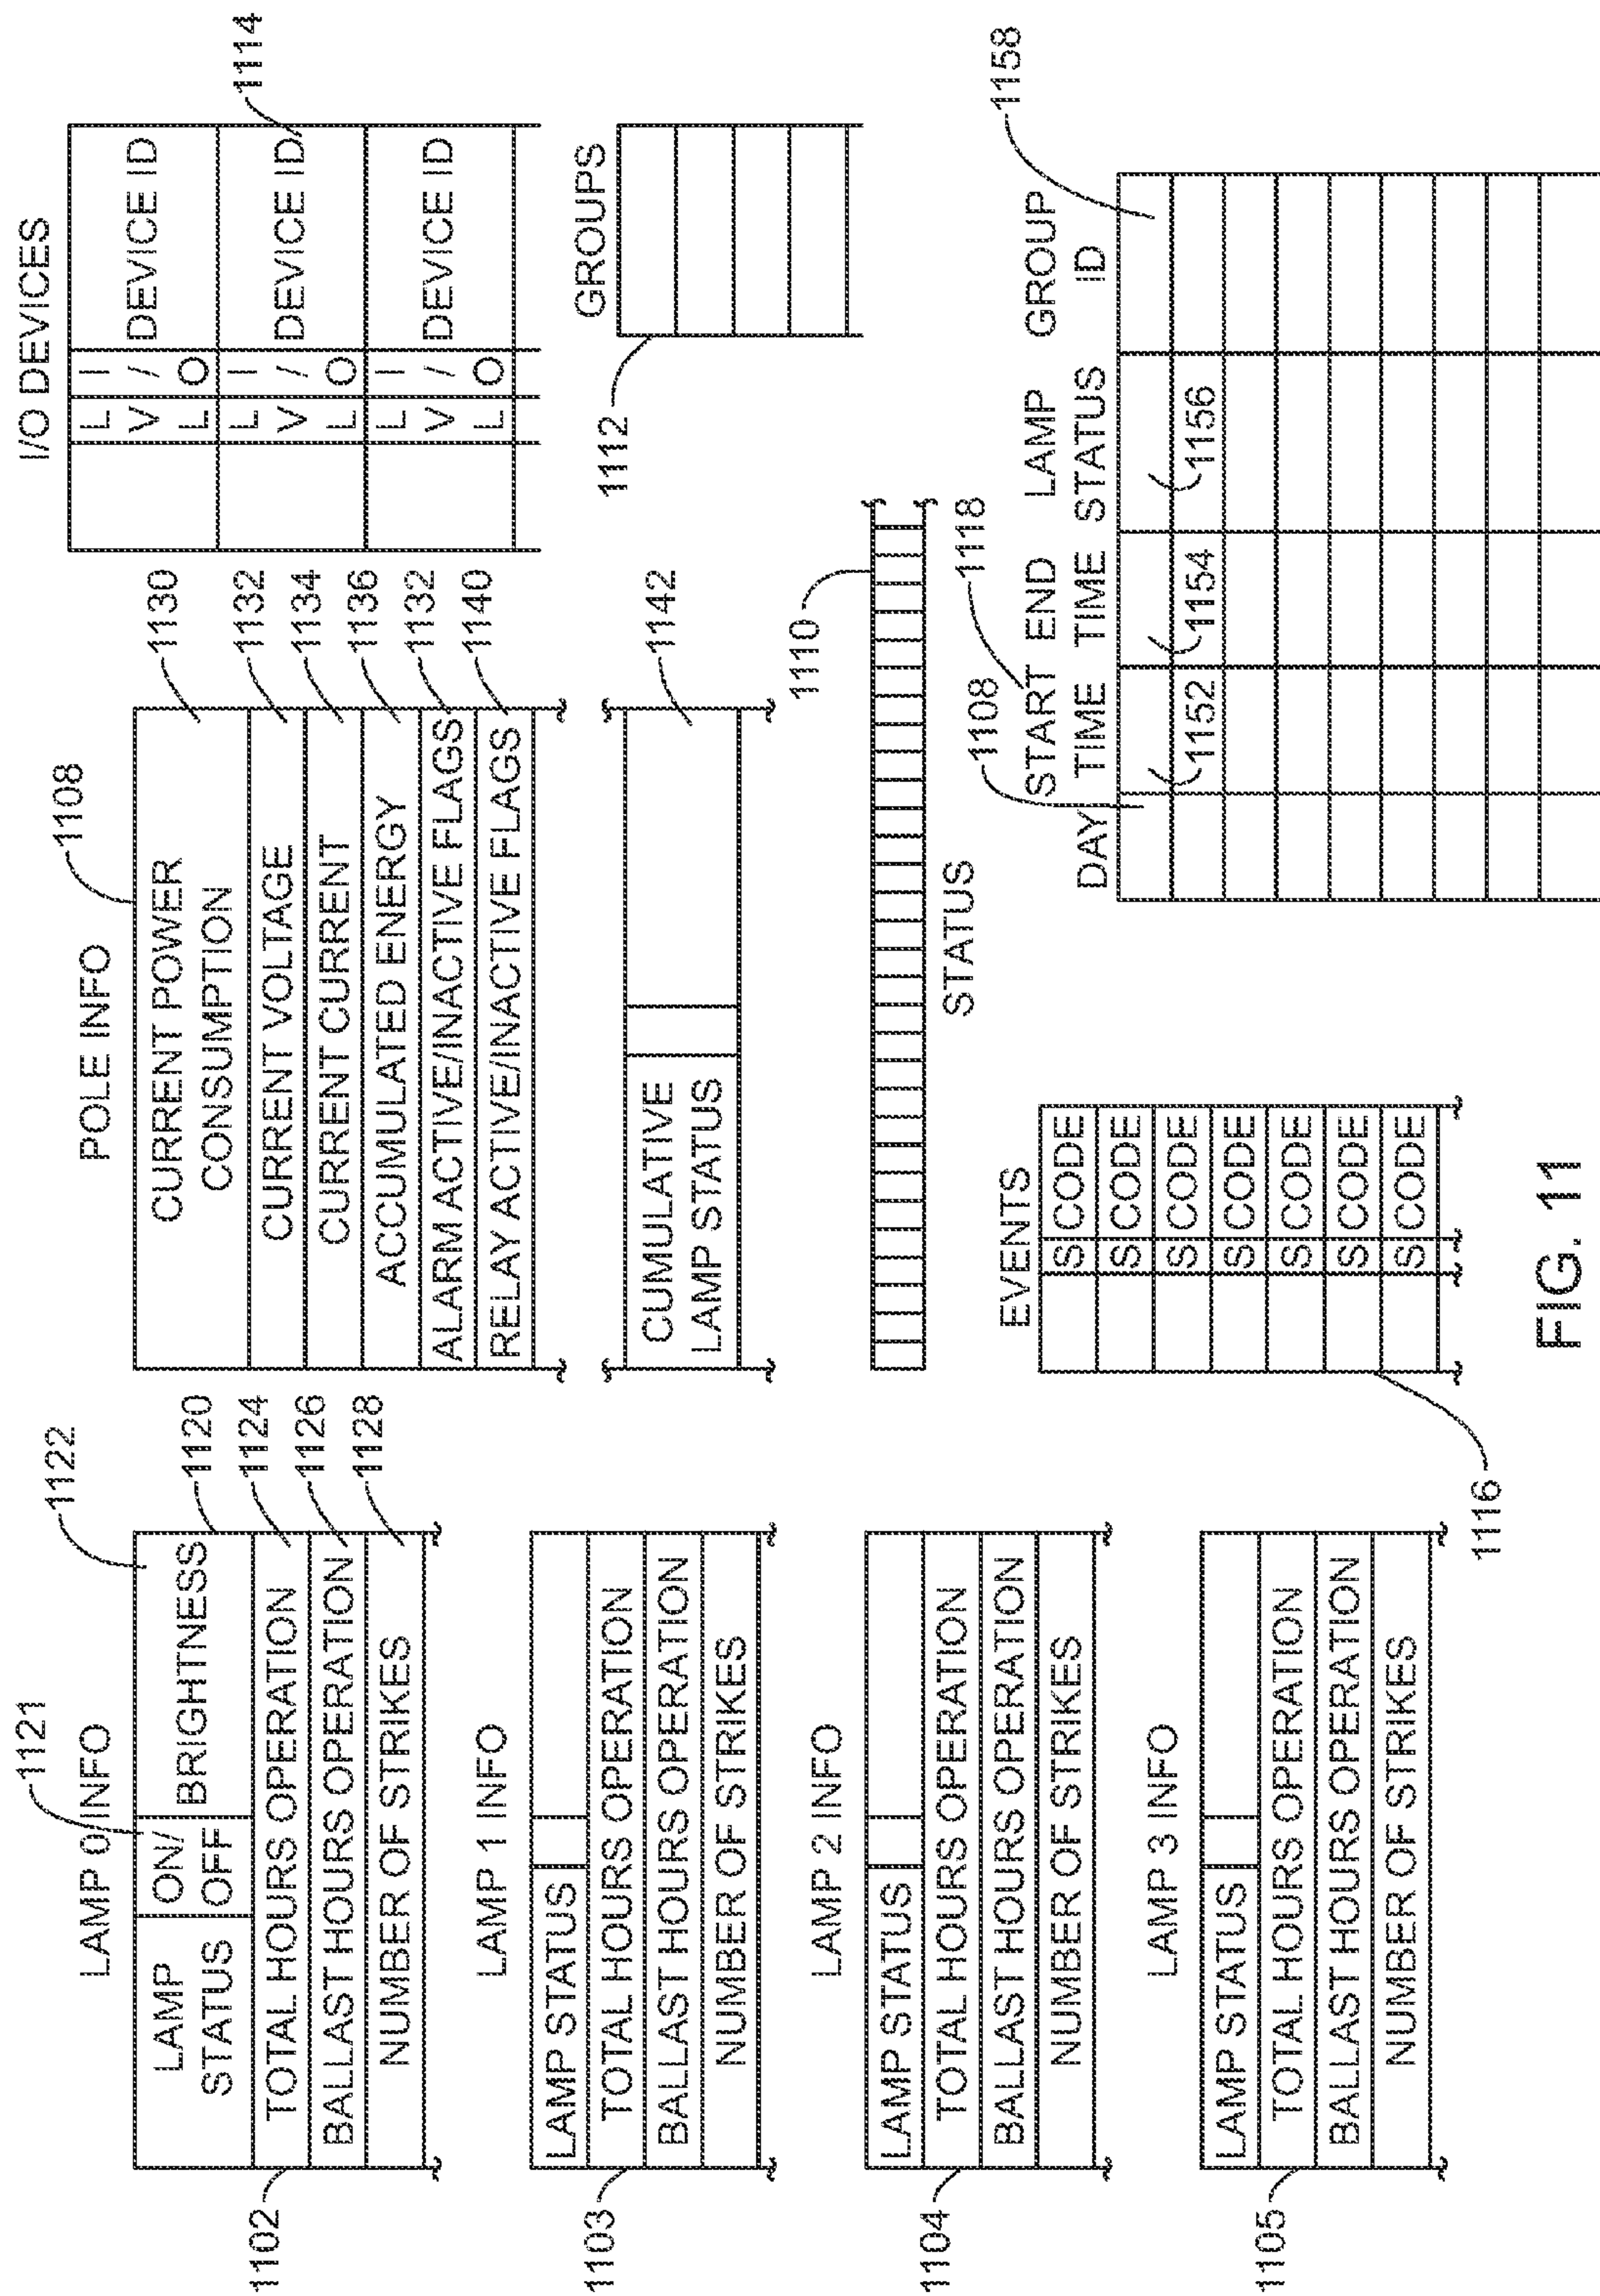 LAMP 0 INFO
1121
1122
LAMP
STATUS
ON/
OFF
BRIGHTNESS
1120
TOTAL HOURS OPERATION
1124
BALLAST HOURS OPERATION
1126
NUMBER OF STRIKES
1128
1102
LAMP 1 INFO
LAMP STATUS
TOTAL HOURS OPERATION
BALLAST HOURS OPERATION
NUMBER OF STRIKES
1103
LAMP 2 INFO
LAMP STATUS
TOTAL HOURS OPERATION
BALLAST HOURS OPERATION
NUMBER OF STRIKES
1104
LAMP 3 INFO
LAMP STATUS
TOTAL HOURS OPERATION
BALLAST HOURS OPERATION
NUMBER OF STRIKES
1105
POLE INFO
1108
CURRENT POWER
CONSUMPTION
1130
CURRENT VOLTAGE
1132
CURRENT CURRENT
1134
ACCUMULATED ENERGY
1136
ALARM ACTIVE/INACTIVE FLAGS
1132
RELAY ACTIVE/INACTIVE FLAGS
1140
CUMULATIVE
LAMP STATUS
1142
1110
STATUS
EVENTS
S CODE
S CODE
S CODE
S CODE
S CODE
S CODE
S CODE
1116
I/O DEVICES
L V L I / O DEVICE ID
L V L I / O DEVICE ID
L V L I / O DEVICE ID
1114
GROUPS
1112
1108
1118
DAY
START
TIME
END
TIME
LAMP
STATUS
GROUP
ID
1158
1152
1154
1156
FIG. 11